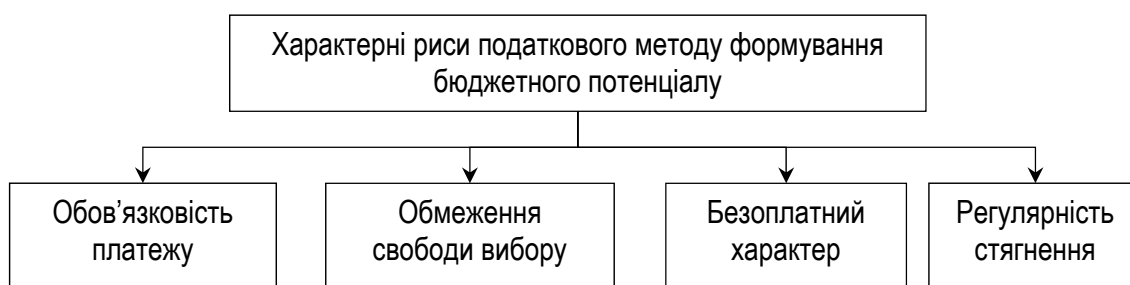 Характерні риси податкового методу формування
бюджетного потенціалу
Обов’язковість
платежу
Обмеження
свободи вибору
Безоплатний
характер
Регулярність
стягнення